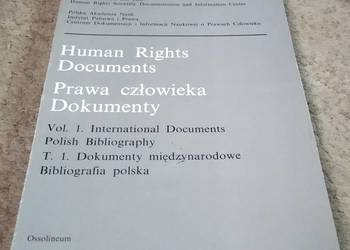 Human Rights Scientific Documentation and Information Centre
Polska Akademia Nauk
Instytut Państwa i Prawa
Centrum Dokumentacji i Informacji Naukowej o Prawach Człowieka
Human Rights
Documents
Prawa człowieka
Dokumenty
Vol. 1. International Documents
Polish Bibliography
T. 1. Dokumenty międzynarodowe
Bibliografia polska
Ossolineum